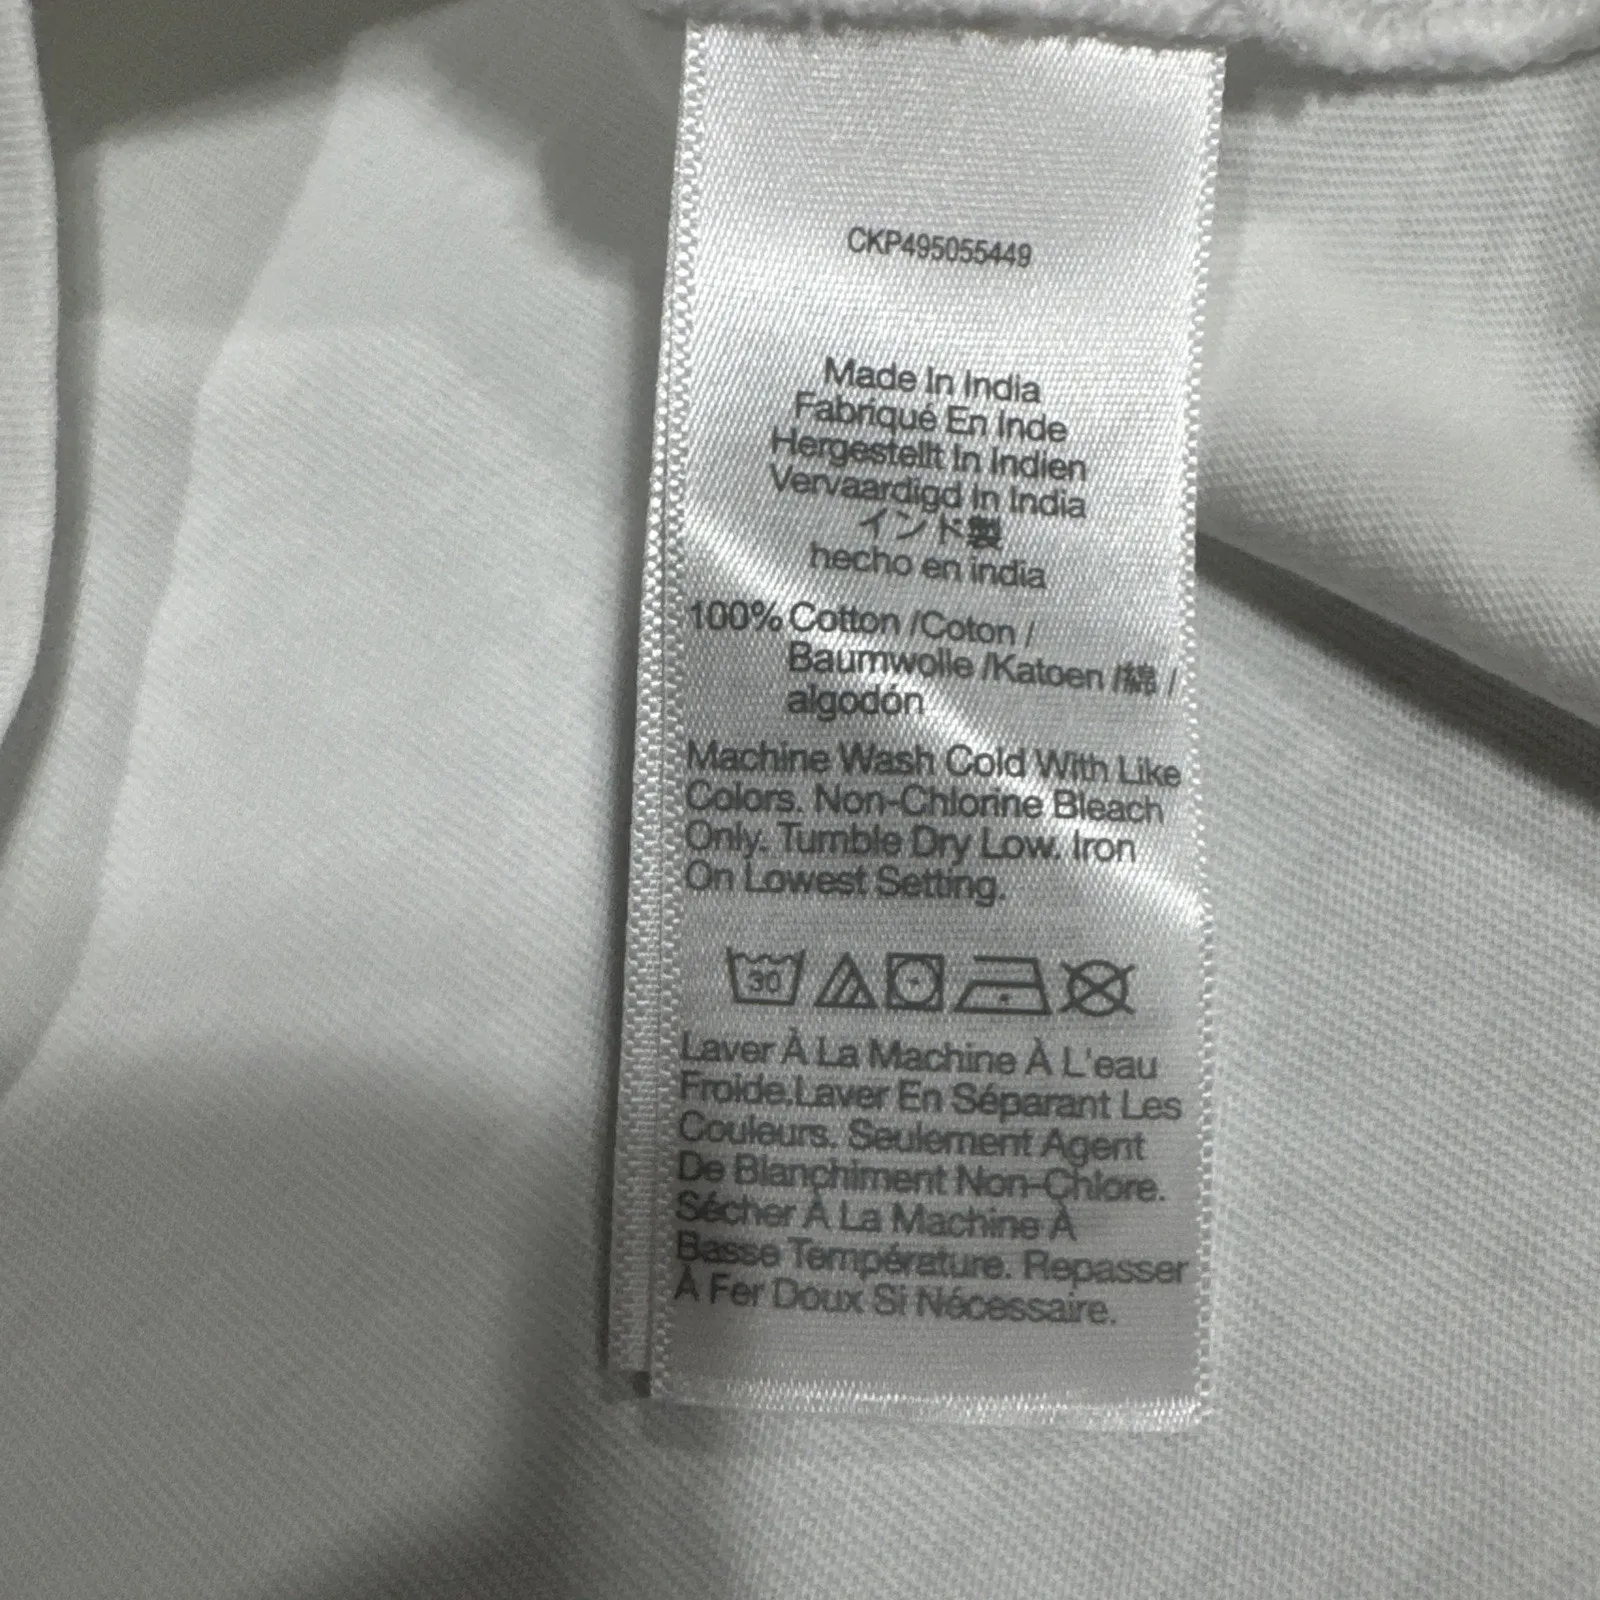 CKP495055449
Made In India
Fabriqué En Inde
Hergestellt In Indien
Vervaardigd In India
インド製
hecho en india
100% Cotton /Coton /
Baumwolle /Katoen /綿 /
algodón
Machine Wash Cold With Like
Colors. Non-Chlorine Bleach
Only. Tumble Dry Low. Iron
On Lowest Setting.
30
Laver À La Machine À L'eau
Froide.Laver En Séparant Les
Couleurs. Seulement Agent
De Blanchiment Non-Chlore.
Sécher À La Machine À
Basse Température. Repasser
À Fer Doux Si Nécessaire.